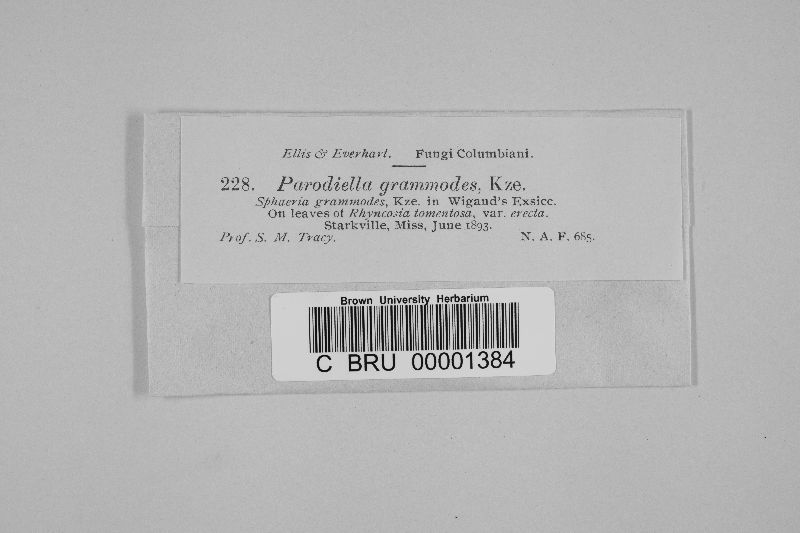 Ellis & Everhart. Fungi Columbiani.
228. Parodiella grammodes, Kze.
Sphaeria grammodes, Kze. in Wigand's Exsicc.
On leaves of Rhyncosia tomentosa, var. erecta.
Starkville, Miss, June 1893.
Prof. S. M. Tracy. N. A. F. 685.
Brown University Herbarium
C BRU 00001384